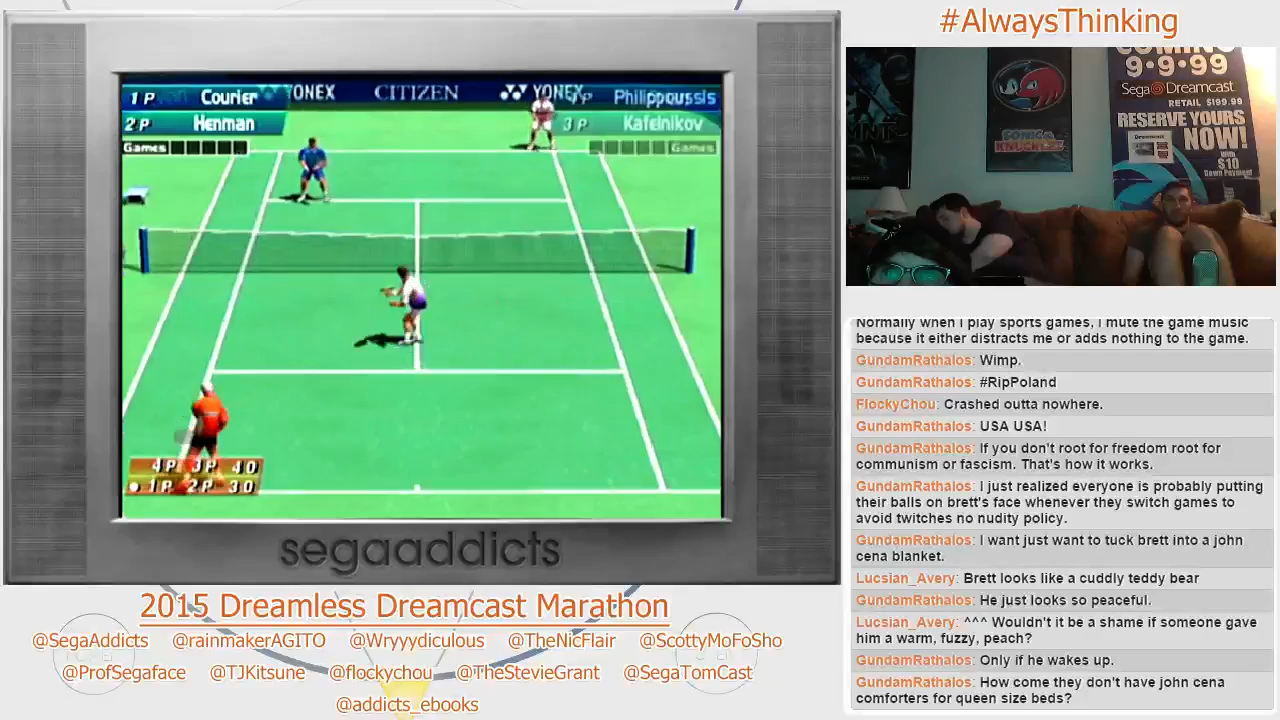 #AlwaysThinking
1P Courier
2P Henman
YONEX CITIZEN YONEX
Philippoussis
3P Kafelnikov
Games
Games
4P 3P 40
1P 2P 30
segaaddicts
SONIC &
KNUCKLES
COMING
9·9·99
Sega Dreamcast
RETAIL $199.99
RESERVE YOURS
NOW!
With
$10
Down Payment
Normally when I play sports games, I mute the game music
because it either distracts me or adds nothing to the game.
GundamRathalos: Wimp.
GundamRathalos: #RipPoland
FlockyChou: Crashed outta nowhere.
GundamRathalos: USA USA!
GundamRathalos: If you don't root for freedom root for
communism or fascism. That's how it works.
GundamRathalos: I just realized everyone is probably putting
their balls on brett's face whenever they switch games to
avoid twitches no nudity policy.
GundamRathalos: I want just want to tuck brett into a john
cena blanket.
Lucsian_Avery: Brett looks like a cuddly teddy bear
GundamRathalos: He just looks so peaceful.
Lucsian_Avery: ^^^ Wouldn't it be a shame if someone gave
him a warm, fuzzy, peach?
GundamRathalos: Only if he wakes up.
GundamRathalos: How come they don't have john cena
comforters for queen size beds?
2015 Dreamless Dreamcast Marathon
@SegaAddicts @rainmakerAGITO @Wryyydiculous @TheNicFlair @ScottyMoFoSho
@ProfSegaface @TJKitsune @flockychou @TheStevieGrant @SegaTomCast
@addicts_ebooks